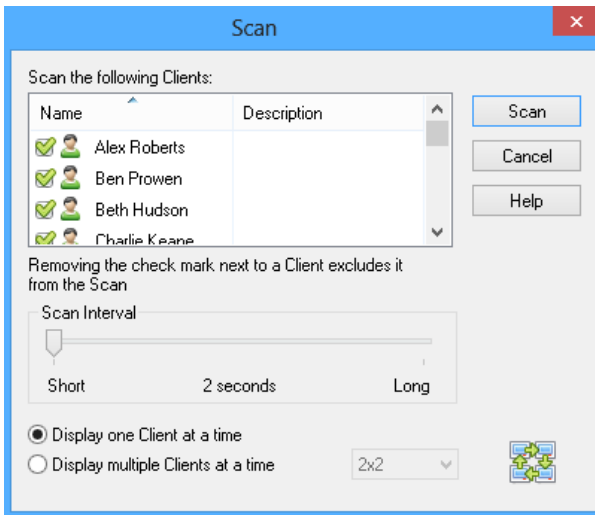 Scan
Scan the following Clients:
Name Description
Alex Roberts
Ben Prowen
Beth Hudson
Charlie Keane
Scan
Cancel
Help
Removing the check mark next to a Client excludes it
from the Scan
Scan Interval
Short 2 seconds Long
Display one Client at a time
Display multiple Clients at a time 2x2